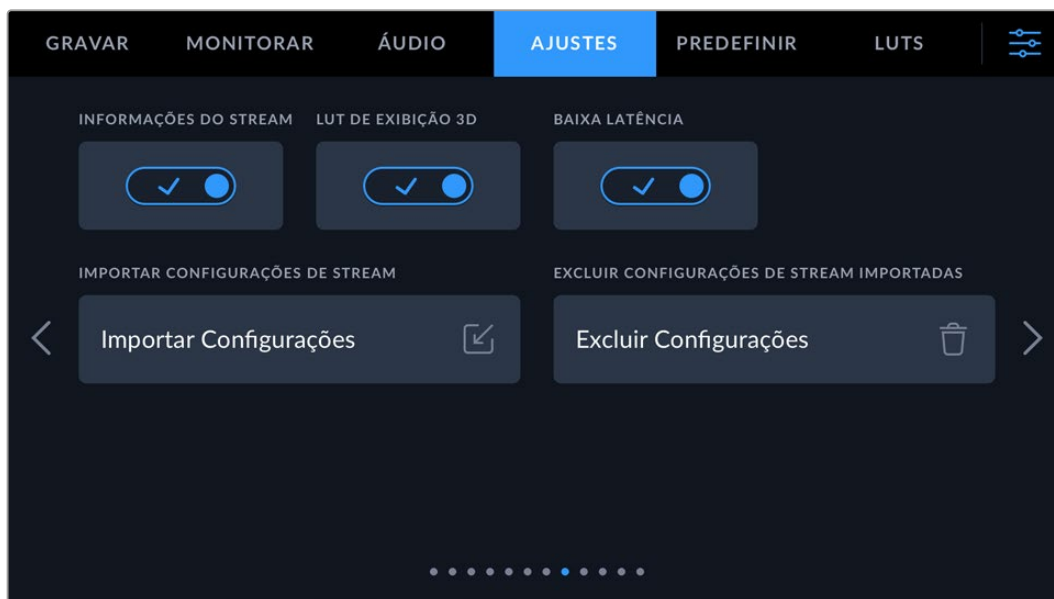 GRAVAR MONITORAR ÁUDIO AJUSTES PREDEFINIR LUTS
INFORMAÇÕES DO STREAM LUT DE EXIBIÇÃO 3D BAIXA LATÊNCIA
IMPORTAR CONFIGURAÇÕES DE STREAM EXCLUIR CONFIGURAÇÕES DE STREAM IMPORTADAS
Importar Configurações Excluir Configurações